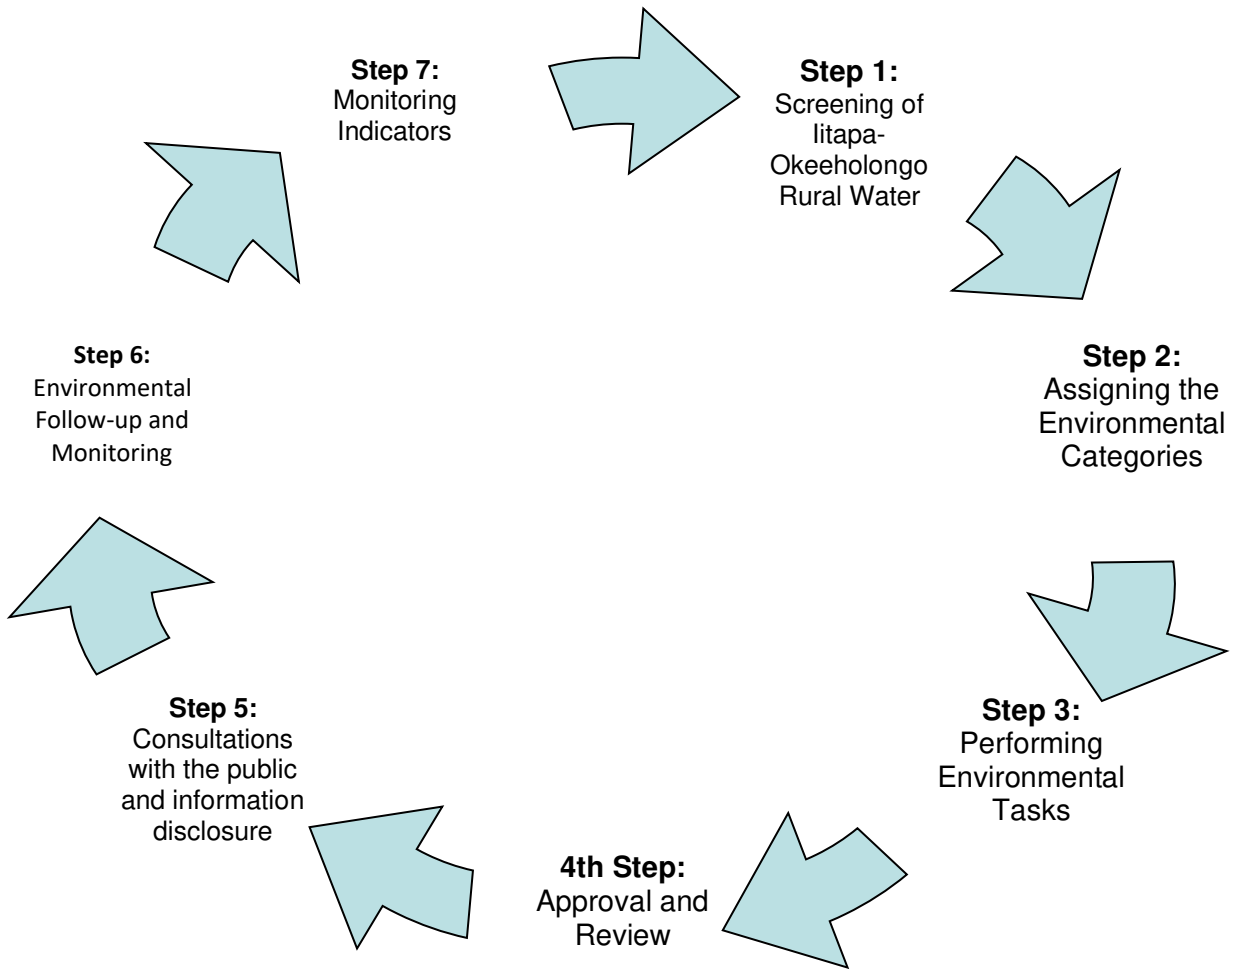 Step 1:
Screening of
Iitapa-
Okeeholongo
Rural Water
Step 2:
Assigning the
Environmental
Categories
Step 3:
Performing
Environmental
Tasks
4th Step:
Approval and
Review
Step 5:
Consultations
with the public
and information
disclosure
Step 6:
Environmental
Follow-up and
Monitoring
Step 7:
Monitoring
Indicators